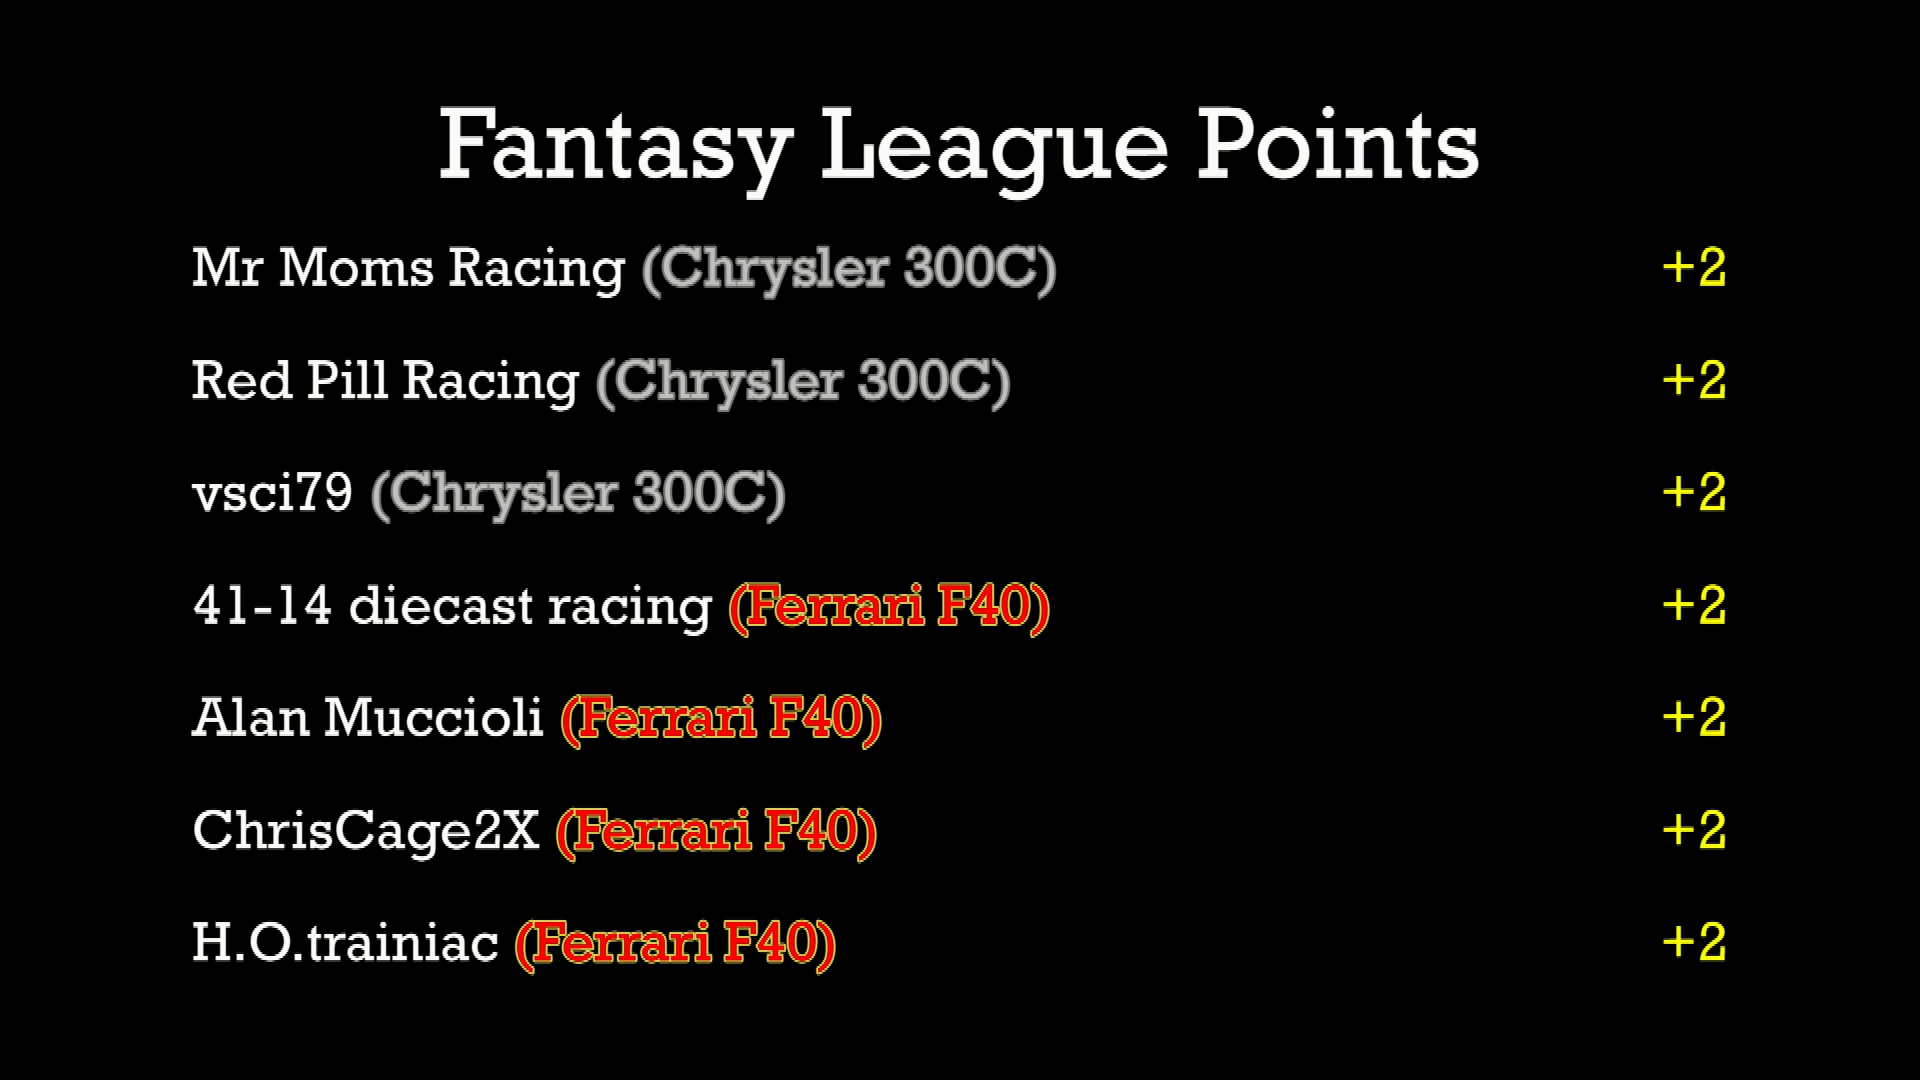 Fantasy League Points
Mr Moms Racing (Chrysler 300C) +2
Red Pill Racing (Chrysler 300C) +2
vsci79 (Chrysler 300C) +2
41-14 diecast racing (Ferrari F40) +2
Alan Muccioli (Ferrari F40) +2
ChrisCage2X (Ferrari F40) +2
H.O.trainiac (Ferrari F40) +2